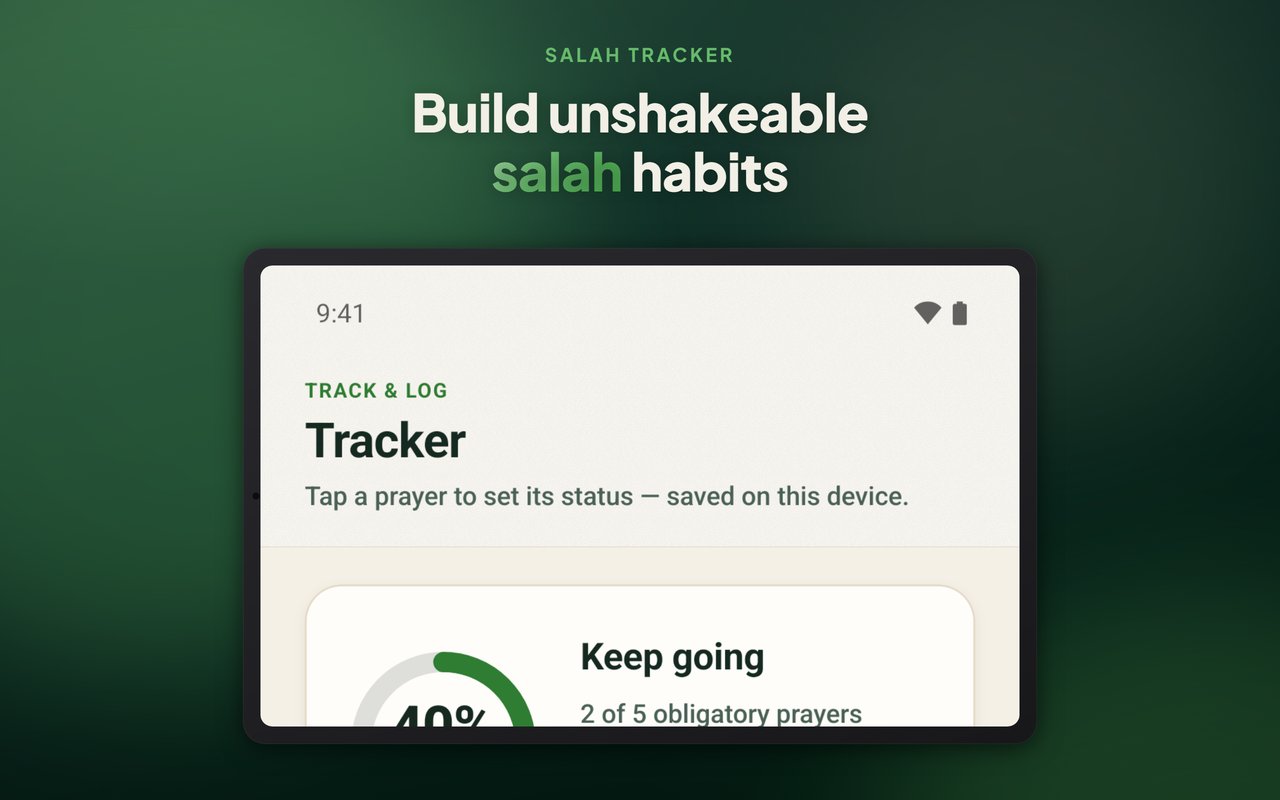 SALAH TRACKER
Build unshakeable
salah habits
9:41
TRACK & LOG
Tracker
Tap a prayer to set its status — saved on this device.
Keep going
40%
2 of 5 obligatory prayers